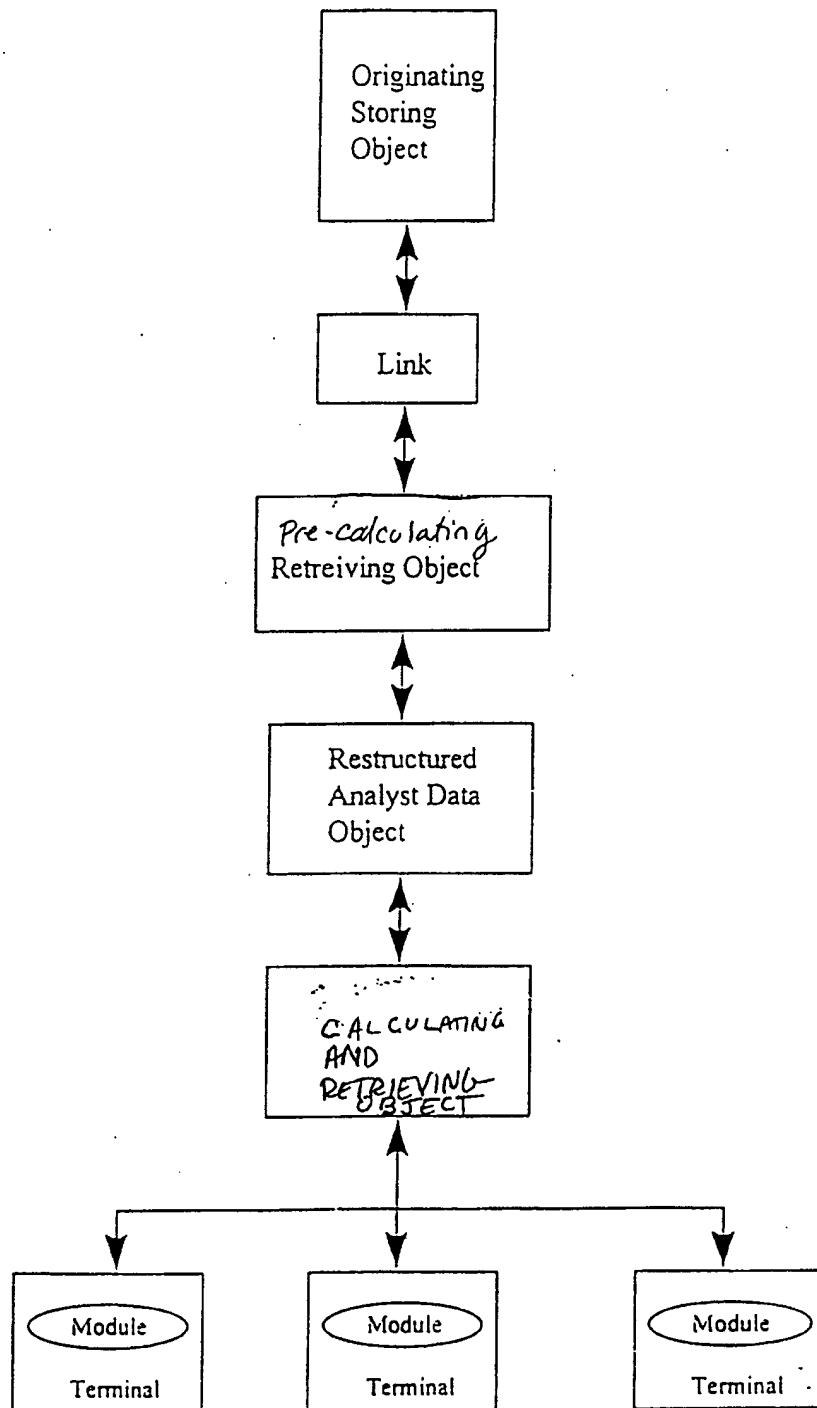 Originating
Storing
Object
Link
Pre-calculating
Retreiving Object
Restructured
Analyst Data
Object
CALCULATING
AND
RETRIEVING
OBJECT
Module
Module
Module
Terminal
Terminal
Terminal